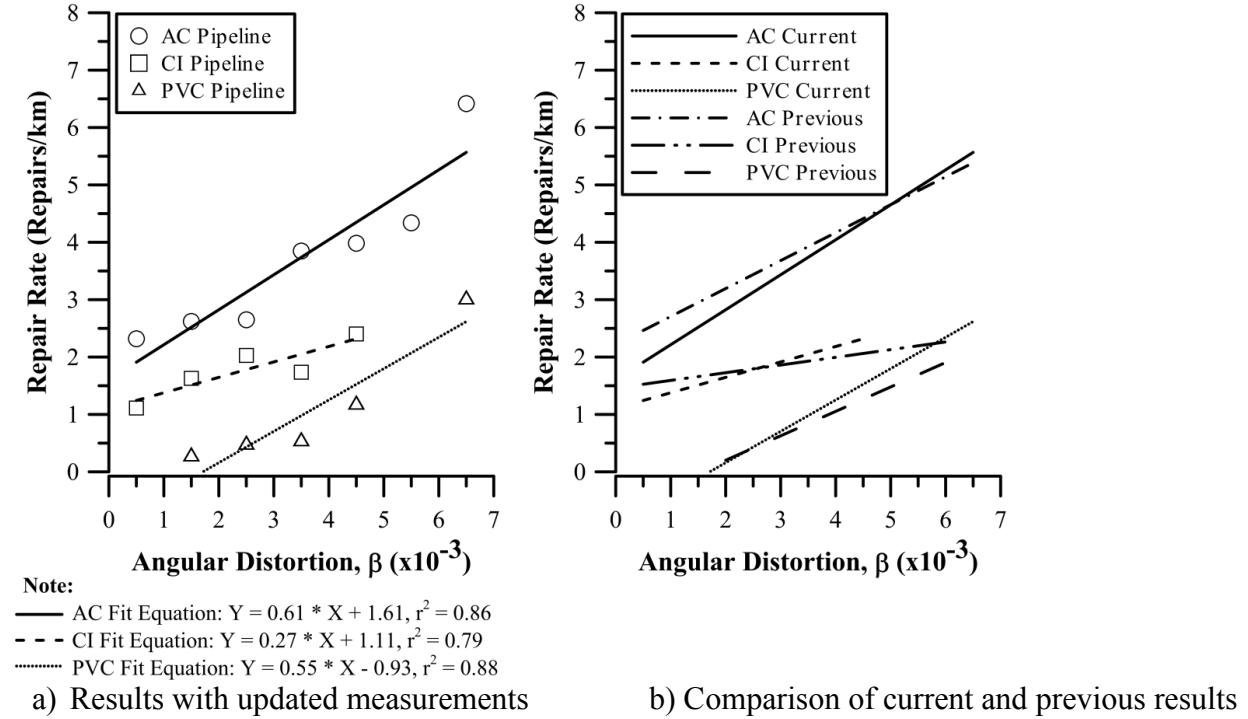 8
7
6
5
4
3
2
1
0
Repair Rate (Repairs/km)
AC Pipeline
CI Pipeline
PVC Pipeline
0 1 2 3 4 5 6 7
Angular Distortion, β (x10⁻³)
Note:
AC Fit Equation: Y = 0.61 * X + 1.61, r² = 0.86
CI Fit Equation: Y = 0.27 * X + 1.11, r² = 0.79
PVC Fit Equation: Y = 0.55 * X - 0.93, r² = 0.88
a) Results with updated measurements
8
7
6
5
4
3
2
1
0
Repair Rate (Repairs/km)
AC Current
CI Current
PVC Current
AC Previous
CI Previous
PVC Previous
0 1 2 3 4 5 6 7
Angular Distortion, β (x10⁻³)
b) Comparison of current and previous results